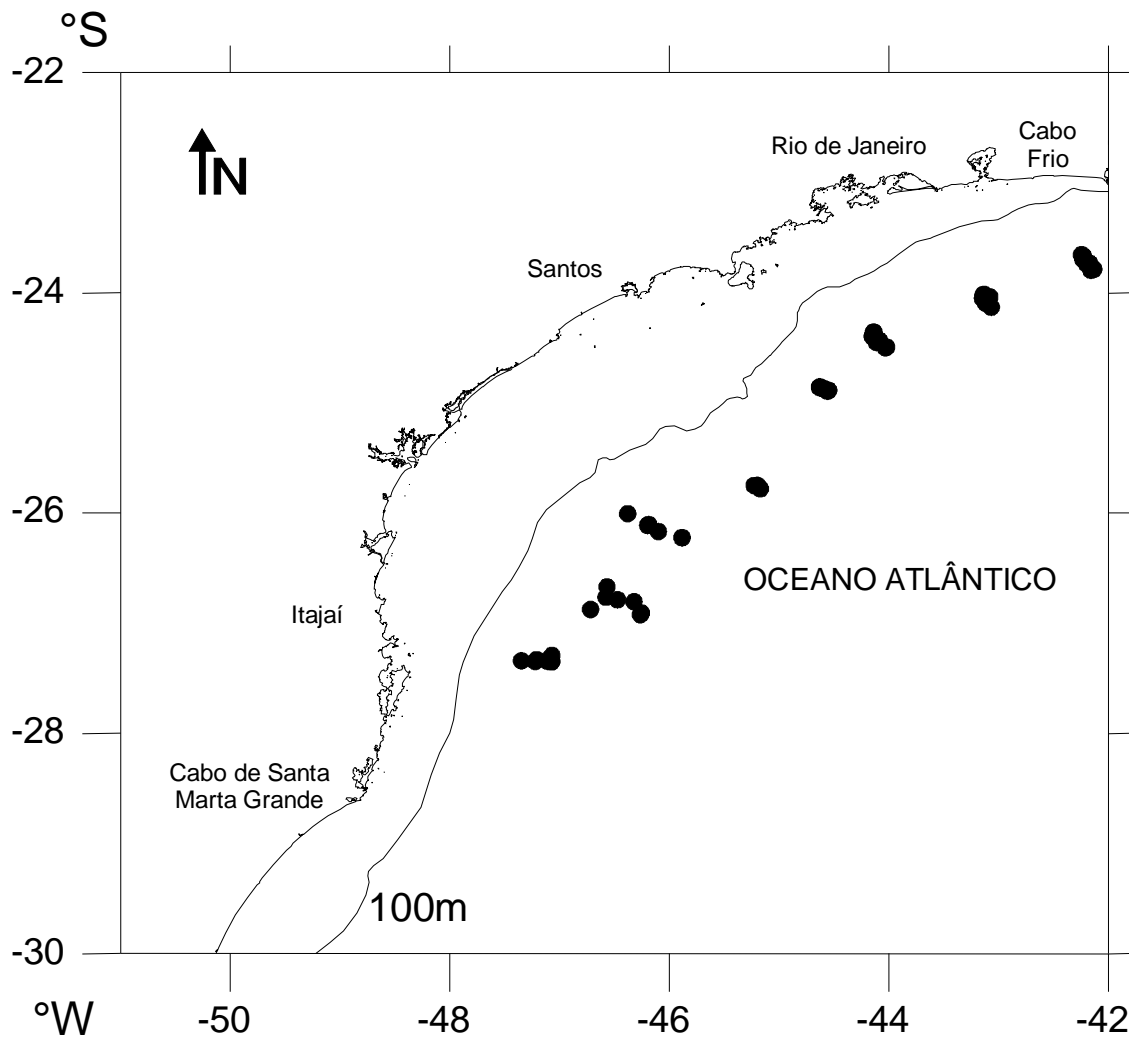 °S
-22
Cabo
Frio
Rio de Janeiro
N
Santos
-24
-26
OCEANO ATLÂNTICO
Itajaí
-28
Cabo de Santa
Marta Grande
100m
-30
°W
-50
-48
-46
-44
-42